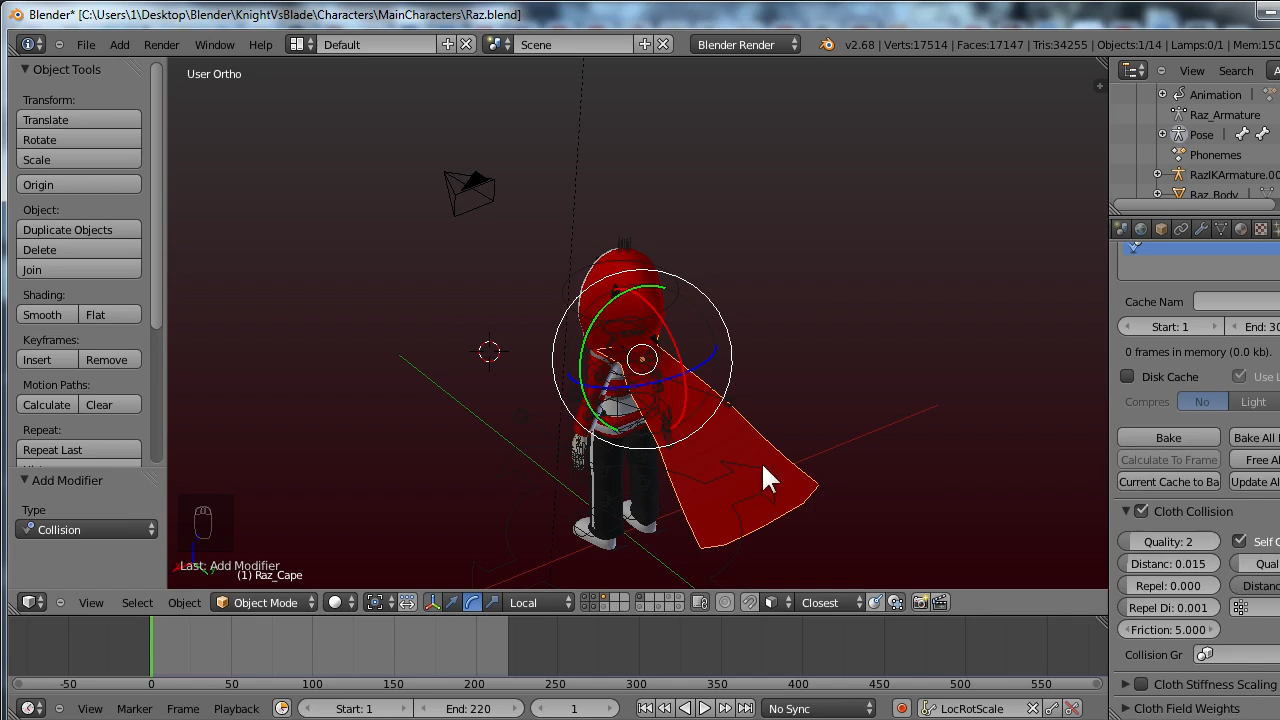 Blender* [C:\Users\1\Desktop\Blender\KnightVsBlade\Characters\MainCharacters\Raz.blend]
File Add Render Window Help Default Scene Blender Render v2.68 | Verts:17514 | Faces:17147 | Tris:34255 | Objects:1/14 | Lamps:0/1 | Mem:150
Object Tools
Transform:
Translate
Rotate
Scale
Origin
Object:
Duplicate Objects
Delete
Join
Shading:
Smooth Flat
Keyframes:
Insert Remove
Motion Paths:
Calculate Clear
Repeat:
Repeat Last
Add Modifier
Type
Collision
User Ortho
Last: Add Modifier
(1) Raz_Cape
View Search
Animation
Raz_Armature
Pose
Phonemes
RazIKArmature.00
Raz_Body
Cache Nam
Start: 1 End: 30
0 frames in memory (0.0 kb).
Disk Cache Use L
Compres No Light
Bake Bake All
Calculate To Frame Free Al
Current Cache to Ba Update Al
Cloth Collision
Quality: 2 Self C
Distanc: 0.015 Qual
Repel: 0.000 Distanc
Repel Di: 0.001
Friction: 5.000
Collision Gr
Cloth Stiffness Scaling
Cloth Field Weights
View Select Object Object Mode Local Closest
-50 0 50 100 150 200 250 300 350 400 450 500 550
View Marker Frame Playback Start: 1 End: 220 1 No Sync LocRotScale